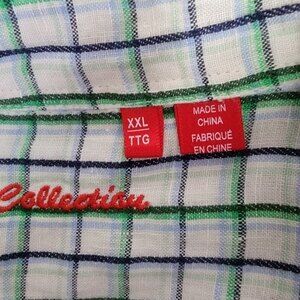 XXL
TTG
MADE IN
CHINA
FABRIQUÉ
EN CHINE
Collection